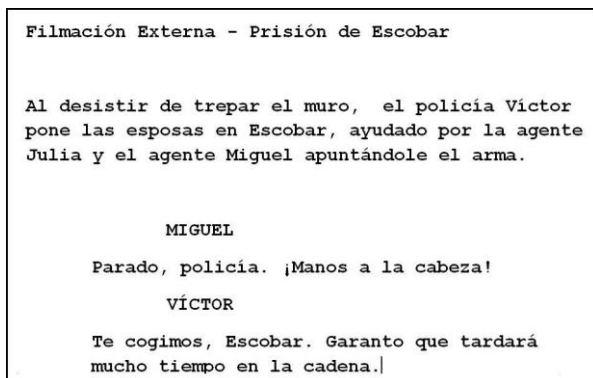 Filmación Externa - Prisión de Escobar
Al desistir de trepar el muro, el policía Víctor
pone las esposas en Escobar, ayudado por la agente
Julia y el agente Miguel apuntándole el arma.
MIGUEL
Parado, policía. ¡Manos a la cabeza!
VÍCTOR
Te cogimos, Escobar. Garanto que tardará
mucho tiempo en la cadena.